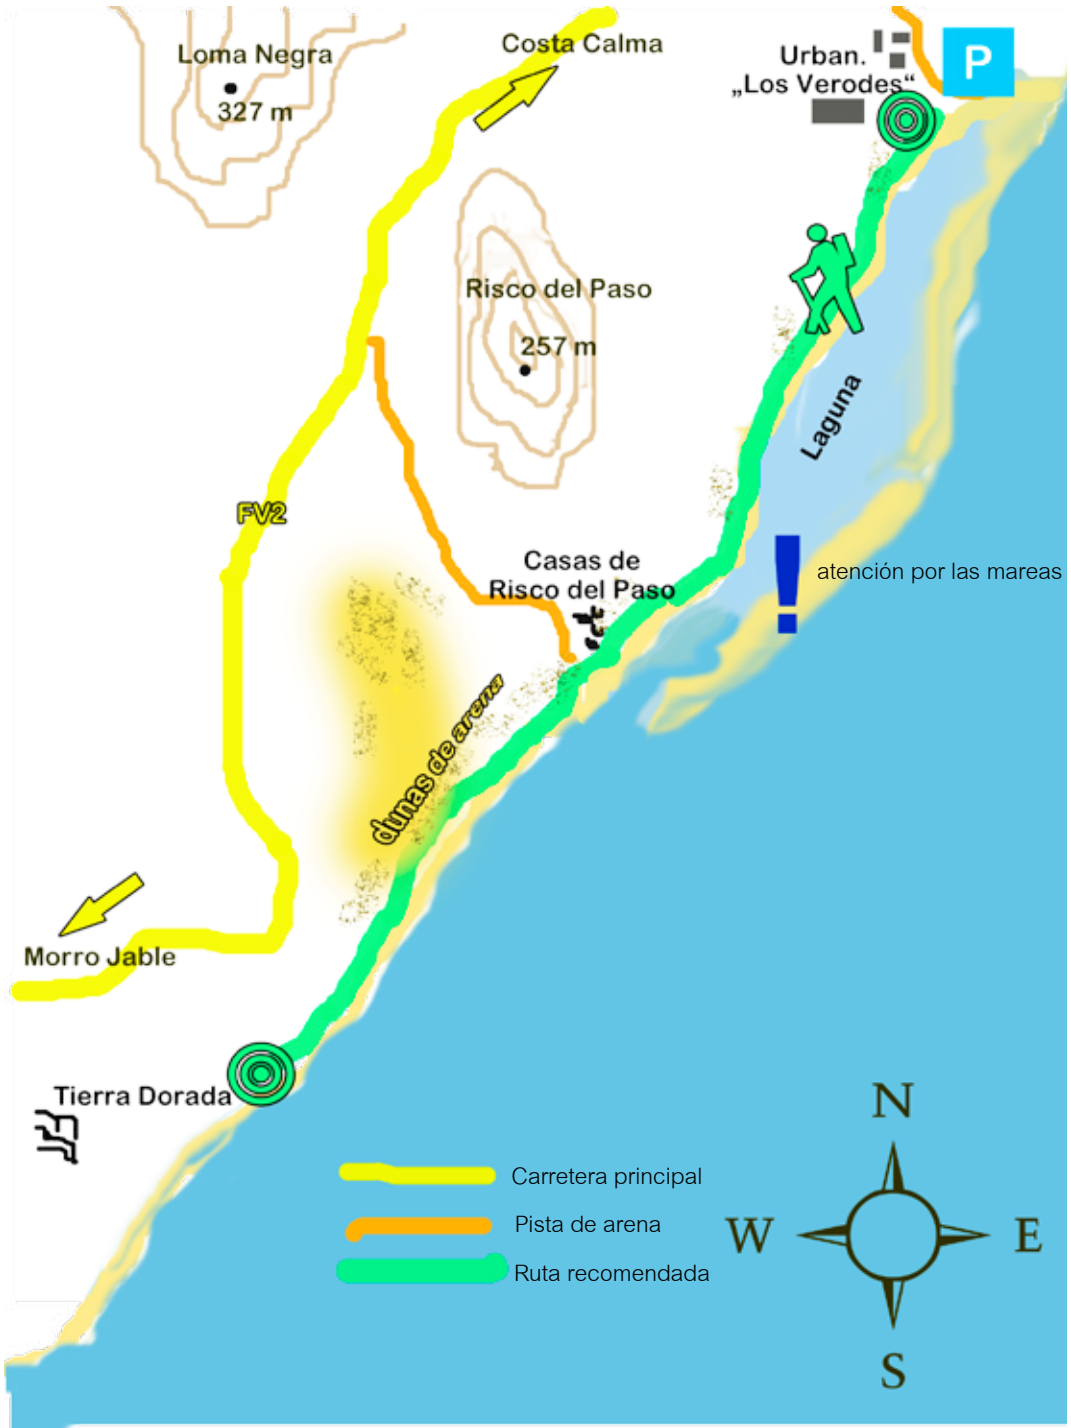 Loma Negra
327 m
Costa Calma
Urban.
„Los Verodes“
P
Risco del Paso
257 m
Laguna
FV2
Casas de
Risco del Paso
!
atención por las mareas
dunas de arena
Morro Jable
Tierra Dorada
Carretera principal
Pista de arena
Ruta recomendada
N
W
E
S